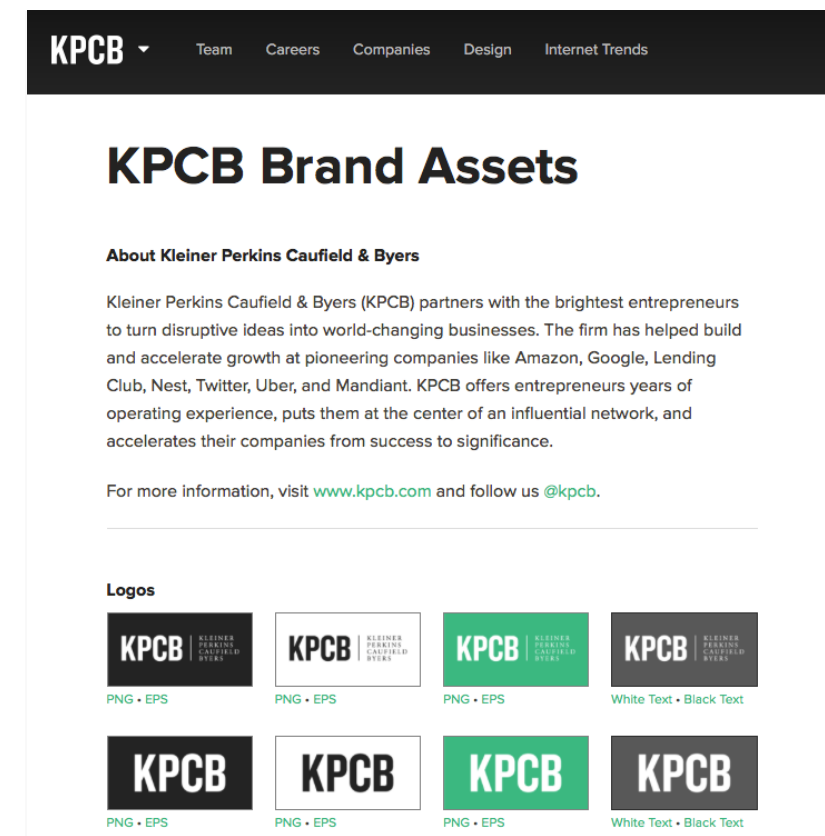 KPCB
Team Careers Companies Design Internet Trends
KPCB Brand Assets
About Kleiner Perkins Caufield & Byers
Kleiner Perkins Caufield & Byers (KPCB) partners with the brightest entrepreneurs
to turn disruptive ideas into world-changing businesses. The firm has helped build
and accelerate growth at pioneering companies like Amazon, Google, Lending
Club, Nest, Twitter, Uber, and Mandiant. KPCB offers entrepreneurs years of
operating experience, puts them at the center of an influential network, and
accelerates their companies from success to significance.
For more information, visit www.kpcb.com and follow us @kpcb.
Logos
KPCB
KLEINER
PERKINS
CAUFIELD
BYERS
KPCB
KLEINER
PERKINS
CAUFIELD
BYERS
KPCB
KLEINER
PERKINS
CAUFIELD
BYERS
KPCB
KLEINER
PERKINS
CAUFIELD
BYERS
PNG • EPS PNG • EPS PNG • EPS White Text • Black Text
KPCB KPCB KPCB KPCB
PNG • EPS PNG • EPS PNG • EPS White Text • Black Text